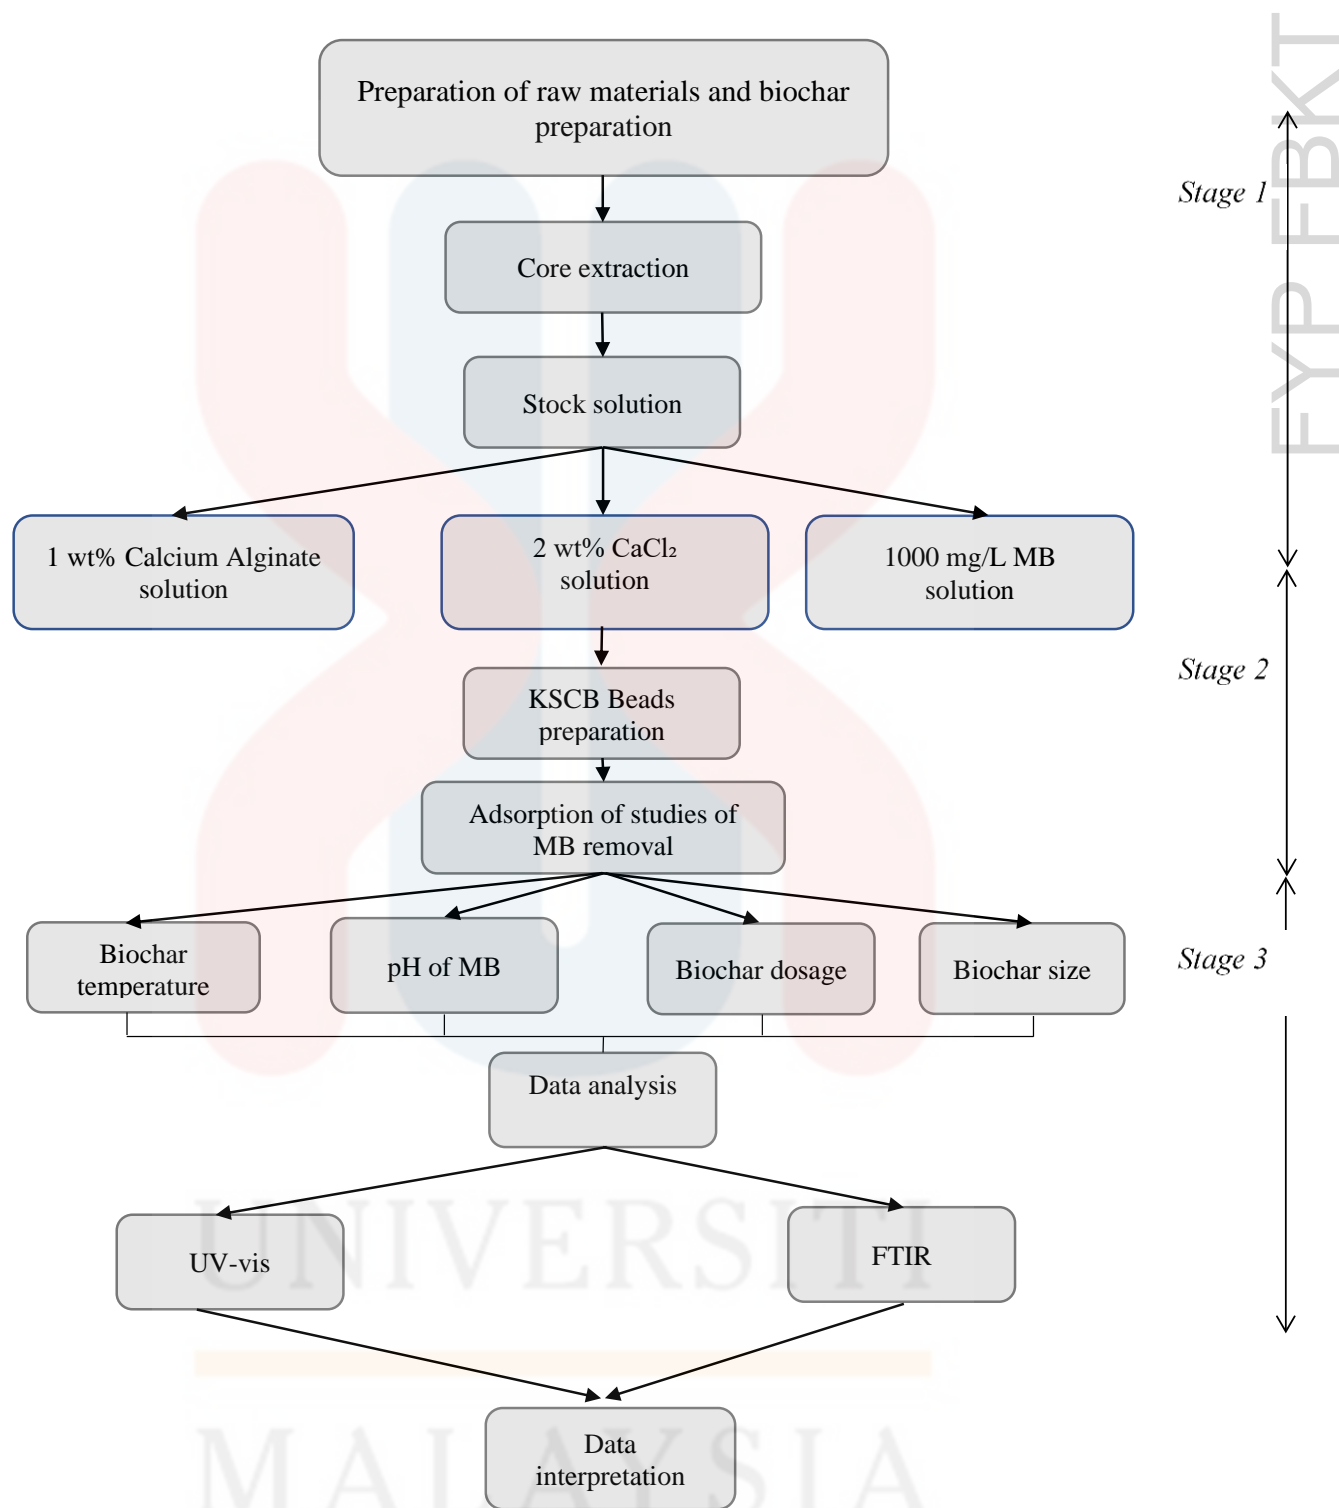 Preparation of raw materials and biochar
preparation
FYP FBKT
Stage 1
Core extraction
Stock solution
1 wt% Calcium Alginate
solution
2 wt% CaCl₂
solution
1000 mg/L MB
solution
Stage 2
KSCB Beads
preparation
Adsorption of studies of
MB removal
Biochar
temperature
pH of MB
Biochar dosage
Biochar size
Stage 3
Data analysis
UNIVERSITI
UV-vis
FTIR
MALAYSIA
Data
interpretation